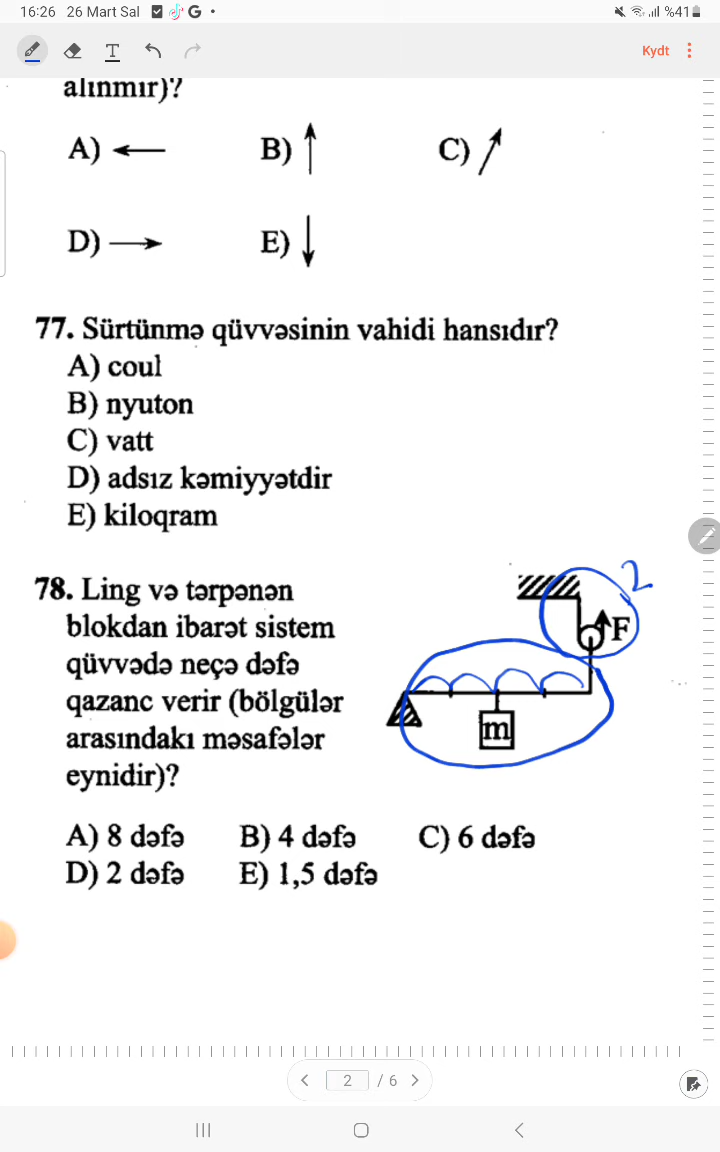 16:26 26 Mart Sal G
%41
T
Kydt
alınmır)?
A) B) C)
D) E)
77. Sürtünmə qüvvəsinin vahidi hansıdır?
A) coul
B) nyuton
C) vatt
D) adsız kəmiyyətdir
E) kiloqram
78. Ling və tərpənən
blokdan ibarət sistem
qüvvədə neçə dəfə
qazanc verir (bölgülər
arasındakı məsafələr
eynidir)?
2
F
m
A) 8 dəfə B) 4 dəfə C) 6 dəfə
D) 2 dəfə E) 1,5 dəfə
2 / 6